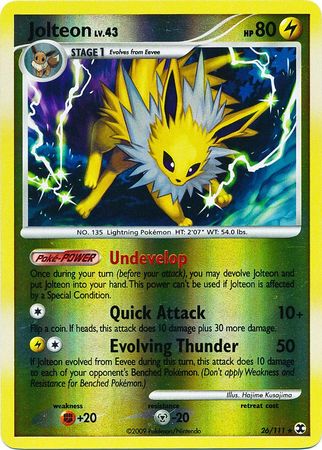 Jolteon LV.43 HP 80
STAGE 1 Evolves from Eevee
NO. 135 Lightning Pokémon HT: 2'07" WT: 54.0 lbs.
Poké-POWER Undevelop
Once during your turn (before your attack), you may devolve Jolteon and
put Jolteon into your hand. This power can't be used if Jolteon is affected
by a Special Condition.
Quick Attack 10+
Flip a coin. If heads, this attack does 10 damage plus 30 more damage.
Evolving Thunder 50
If Jolteon evolved from Eevee during this turn, this attack does 10 damage
to each of your opponent's Benched Pokémon. (Don't apply Weakness and
Resistance for Benched Pokémon.)
Illus. Hajime Kusajima
weakness resistance retreat cost
+20 -20
©2009 Pokémon/Nintendo 26/111 ★